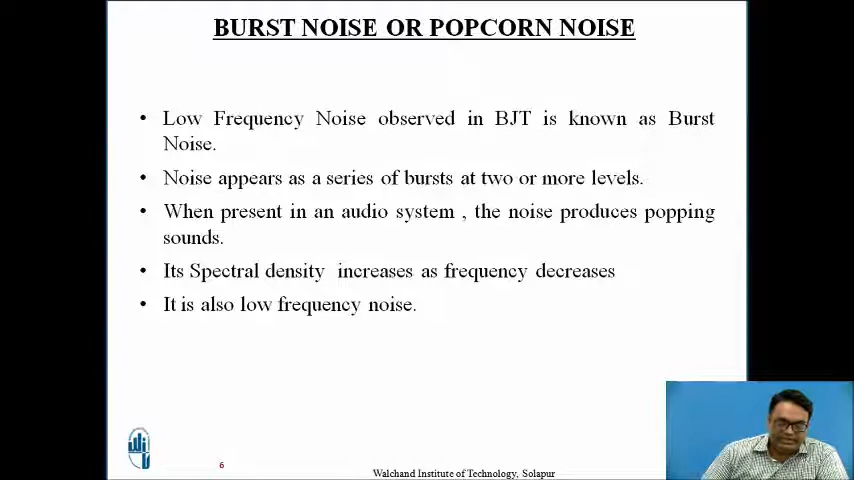 BURST NOISE OR POPCORN NOISE
• Low Frequency Noise observed in BJT is known as Burst
Noise.
• Noise appears as a series of bursts at two or more levels.
• When present in an audio system , the noise produces popping
sounds.
• Its Spectral density increases as frequency decreases
• It is also low frequency noise.
6
Walchand Institute of Technology, Solapur